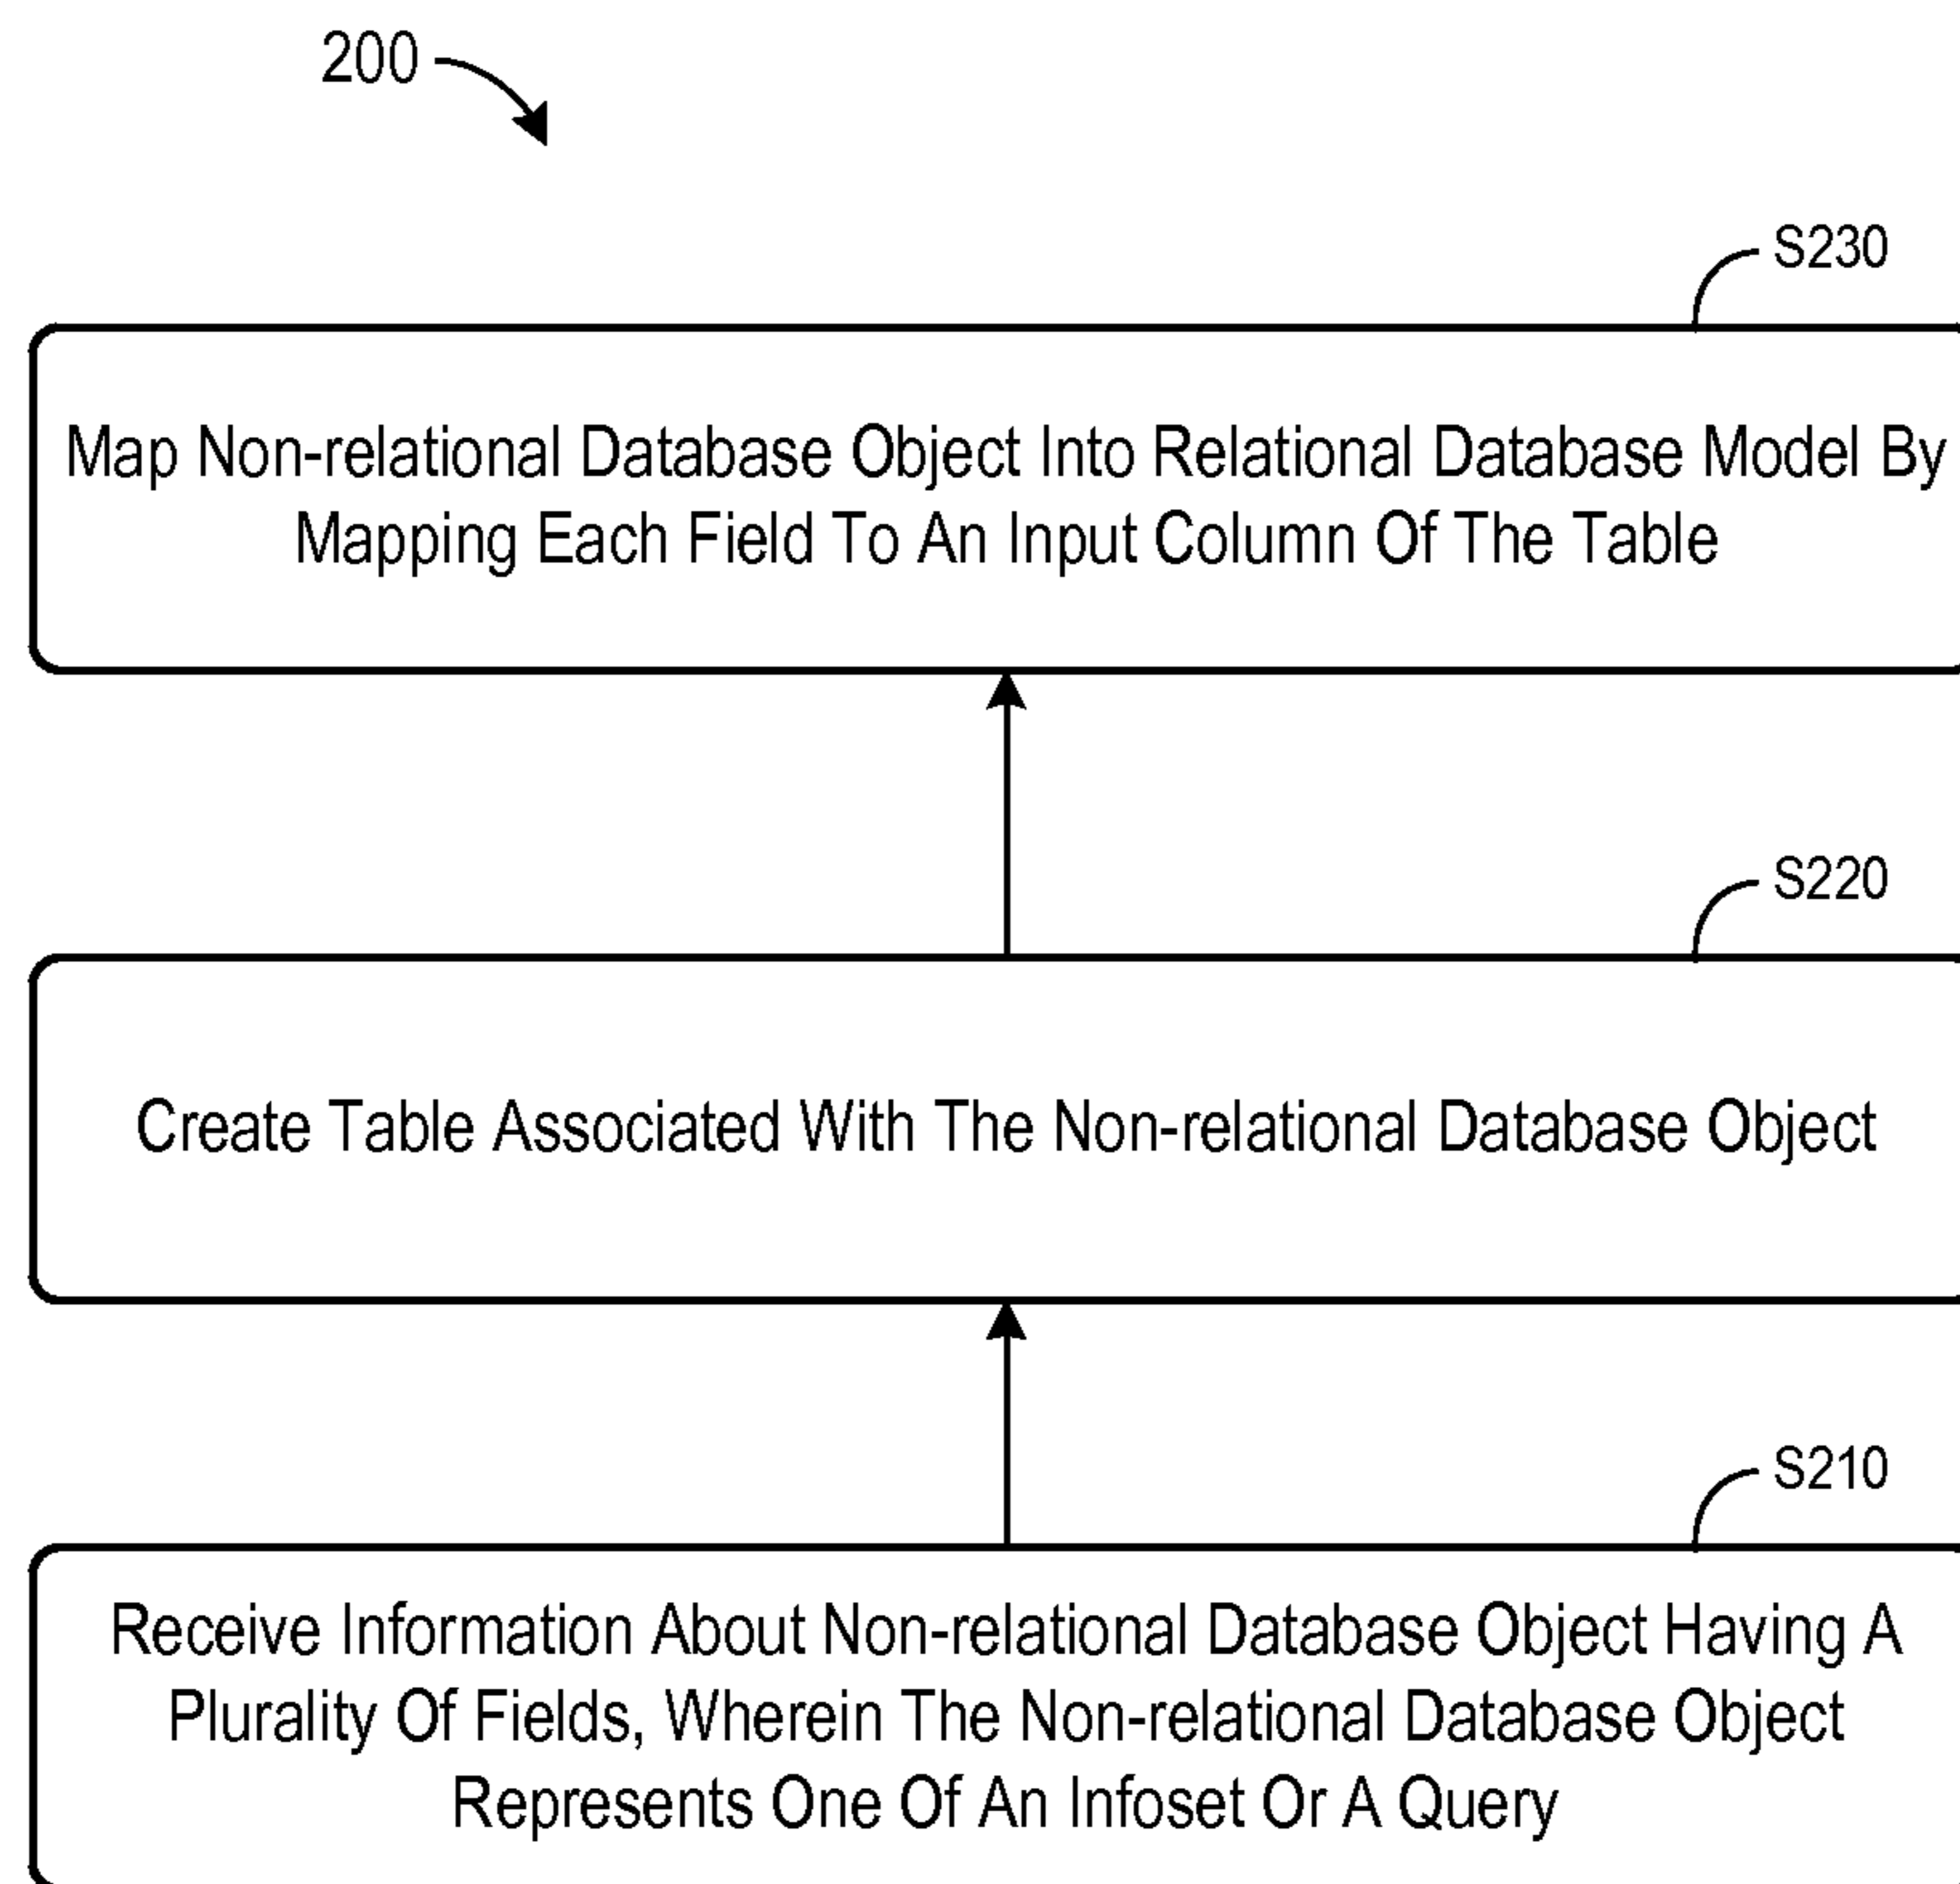 200
S230
Map Non-relational Database Object Into Relational Database Model By
Mapping Each Field To An Input Column Of The Table
S220
Create Table Associated With The Non-relational Database Object
S210
Receive Information About Non-relational Database Object Having A
Plurality Of Fields, Wherein The Non-relational Database Object
Represents One Of An Infoset Or A Query